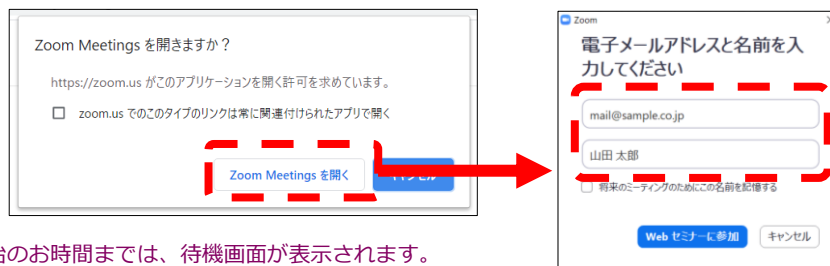 Zoom Meetings を開きますか？
https://zoom.us がこのアプリケーションを開く許可を求めています。
zoom.us でのこのタイプのリンクは常に関連付けられたアプリで開く
Zoom Meetings を開く
Zoom
電子メールアドレスと名前を入
力してください
mail@sample.co.jp
山田 太郎
将来のミーティングのためにこの名前を記憶する
Web セミナーに参加 キャンセル
のお時間までは、待機画面が表示されます。